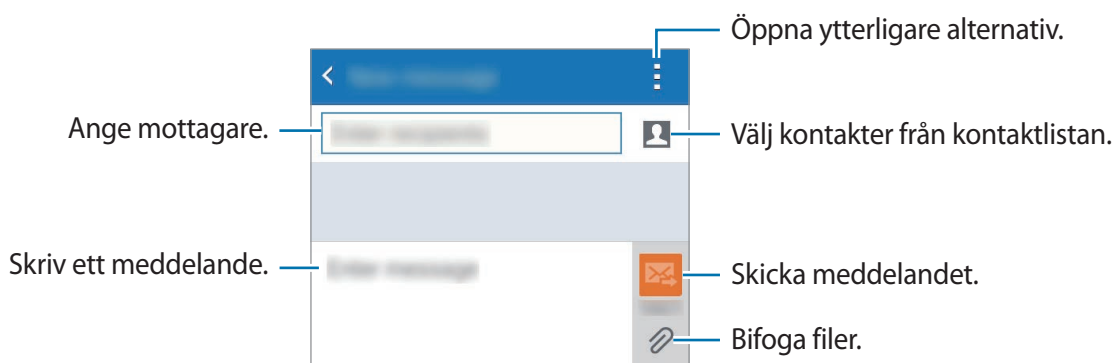 Öppna ytterligare alternativ.
Ange mottagare.
Välj kontakter från kontaktlistan.
Skriv ett meddelande.
Skicka meddelandet.
Bifoga filer.